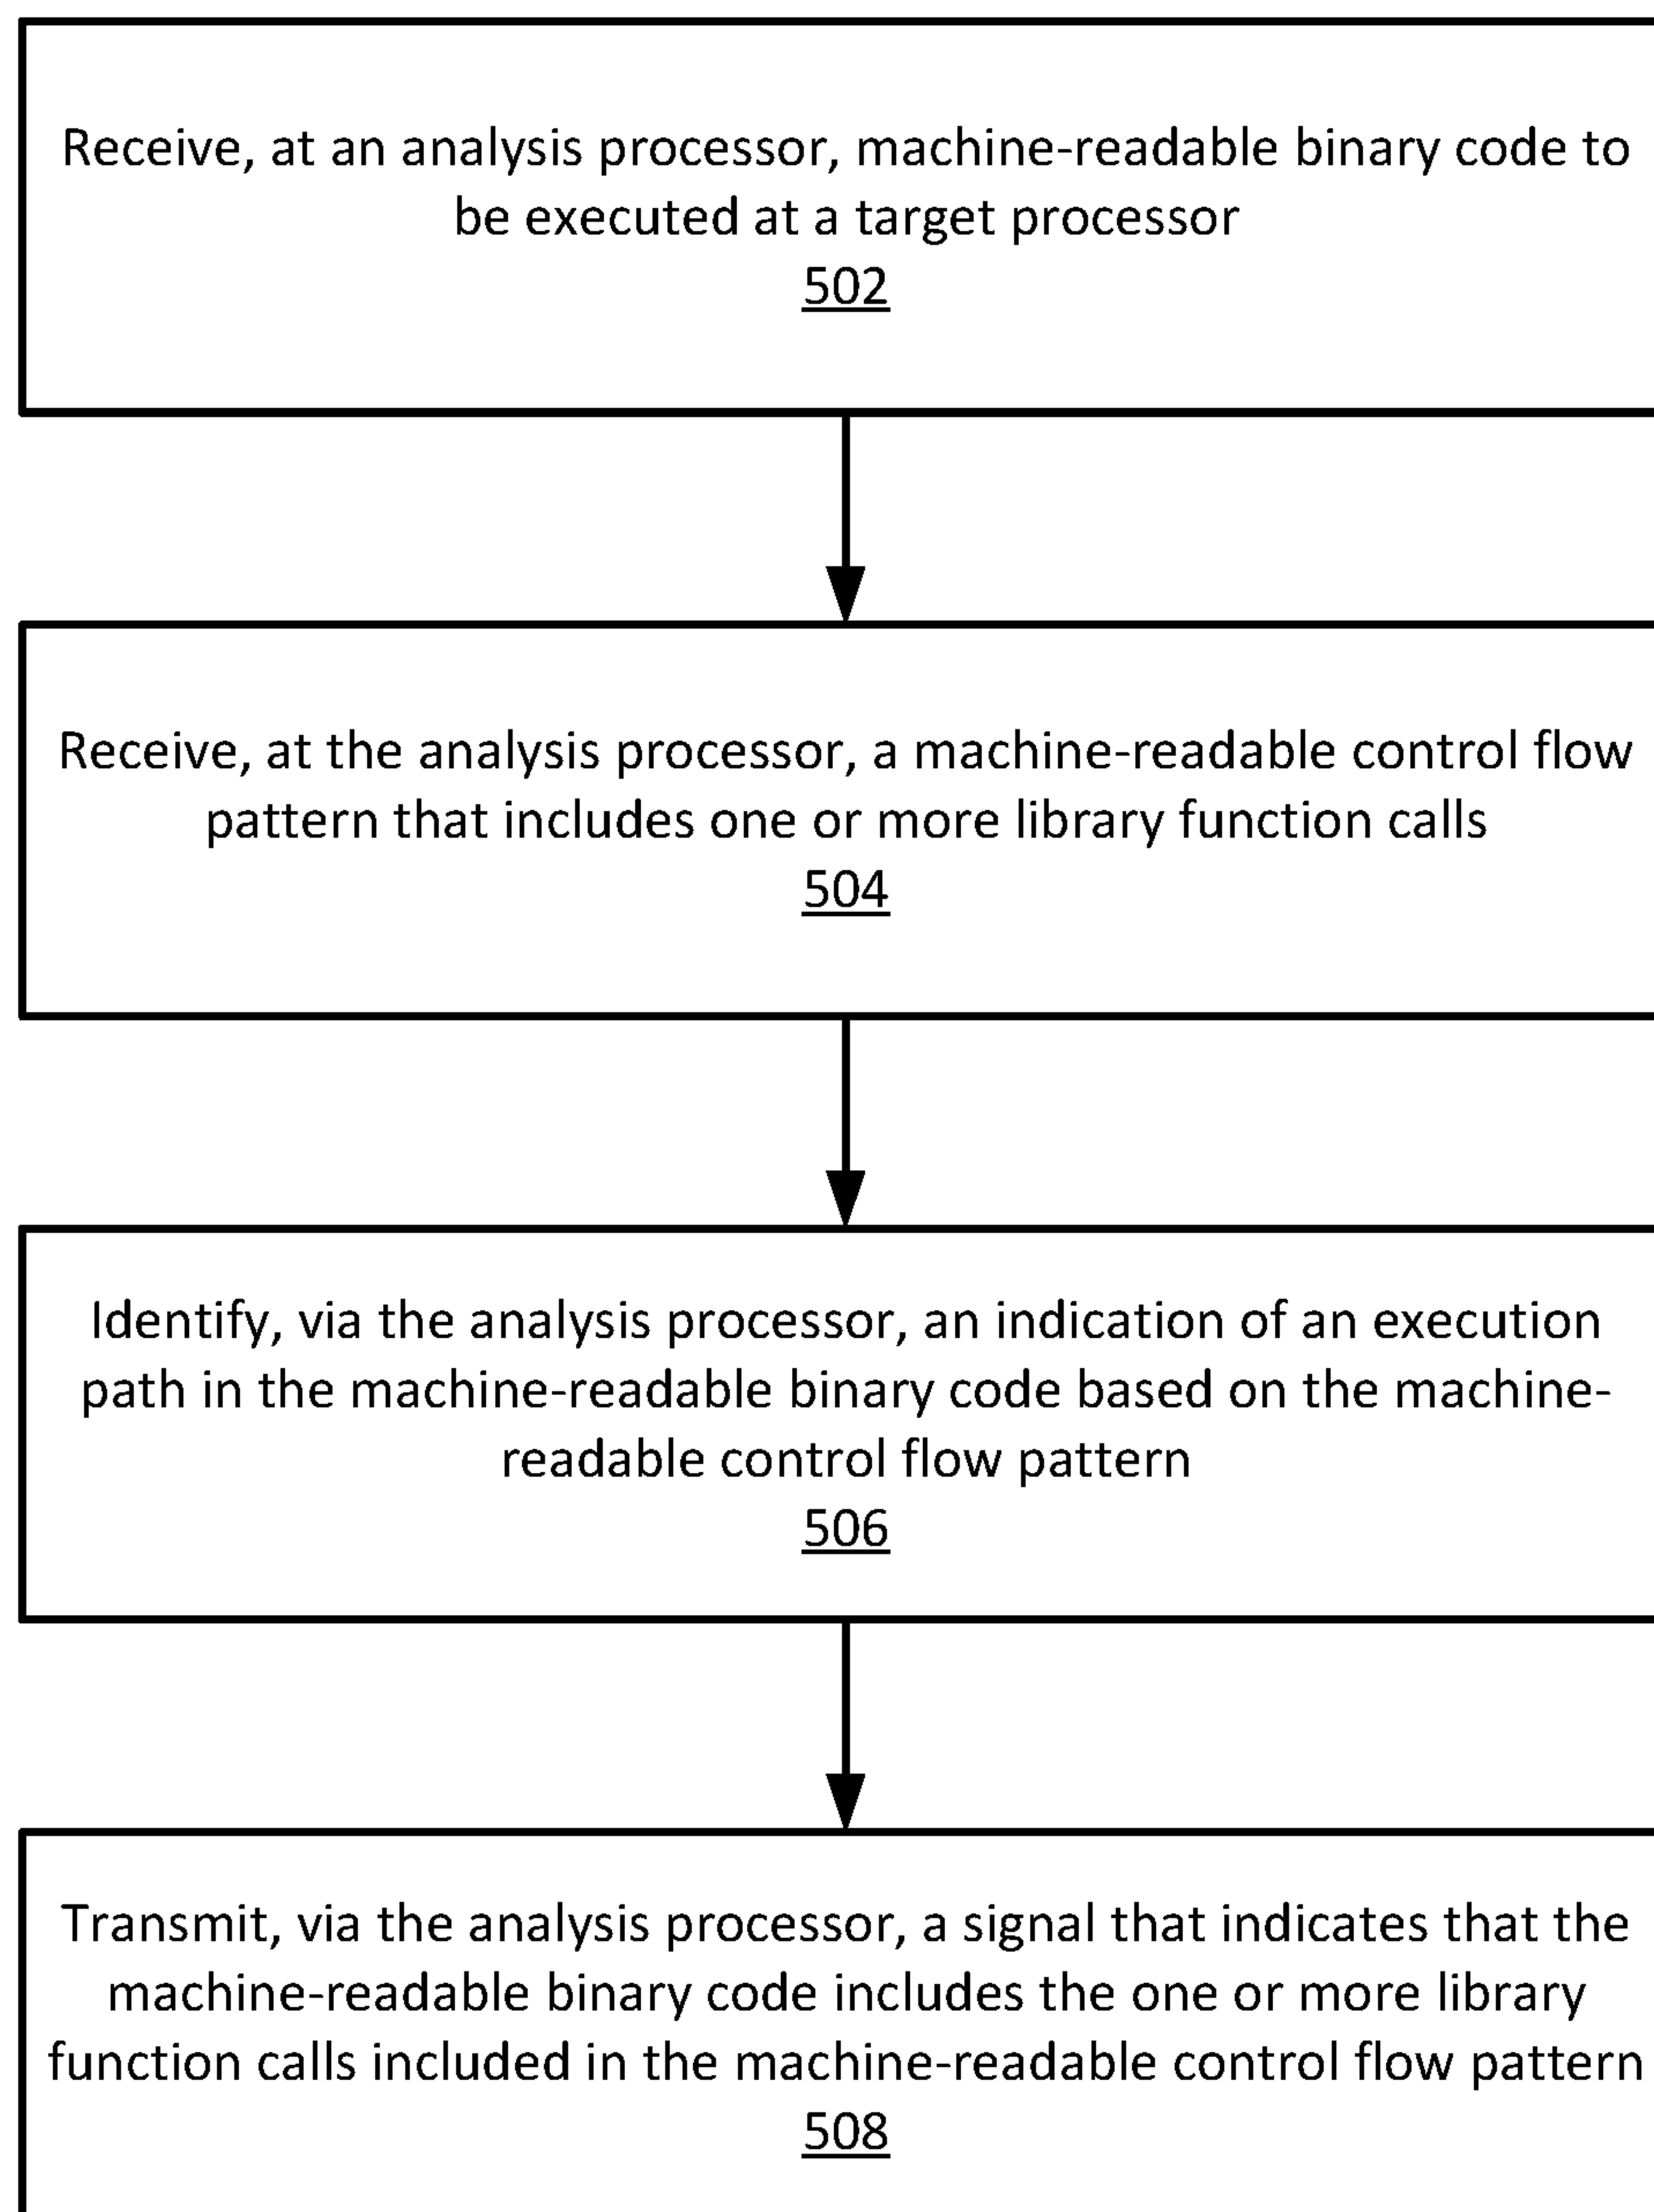 Receive, at an analysis processor, machine-readable binary code to
be executed at a target processor
502
Receive, at the analysis processor, a machine-readable control flow
pattern that includes one or more library function calls
504
Identify, via the analysis processor, an indication of an execution
path in the machine-readable binary code based on the machine-
readable control flow pattern
506
Transmit, via the analysis processor, a signal that indicates that the
machine-readable binary code includes the one or more library
function calls included in the machine-readable control flow pattern
508